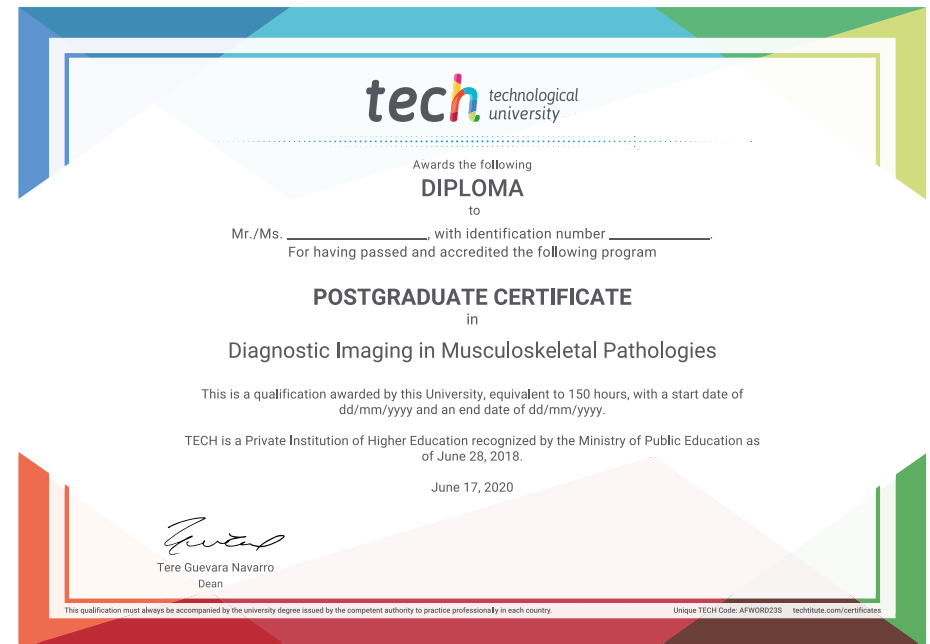 tech technological
university
Awards the following
DIPLOMA
to
Mr./Ms. ____________________, with identification number ______________.
For having passed and accredited the following program
POSTGRADUATE CERTIFICATE
in
Diagnostic Imaging in Musculoskeletal Pathologies
This is a qualification awarded by this University, equivalent to 150 hours, with a start date of
dd/mm/yyyy and an end date of dd/mm/yyyy.
TECH is a Private Institution of Higher Education recognized by the Ministry of Public Education as
of June 28, 2018.
June 17, 2020
Tere Guevara Navarro
Dean
This qualification must always be accompanied by the university degree issued by the competent authority to practice professionally in each country.
Unique TECH Code: AFWORD23S techtitute.com/certificates